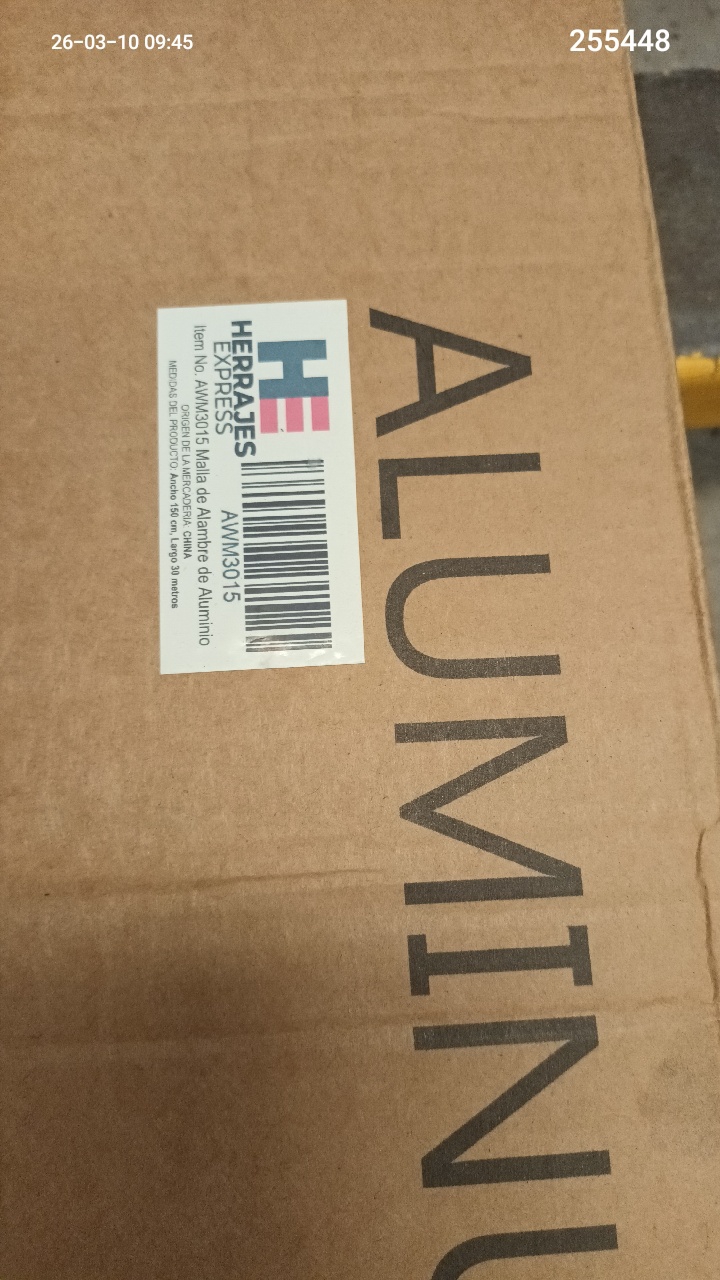 26-03-10 09:45
255448
HE
HERRAJES
EXPRESS
AWM3015
Item No. AWM3015 Malla de Alambre de Aluminio
ORIGEN DE LA MERCADERIA: CHINA
MEDIDAS DEL PRODUCTO: Ancho 150 cm, Largo 30 metros
ALUMINU